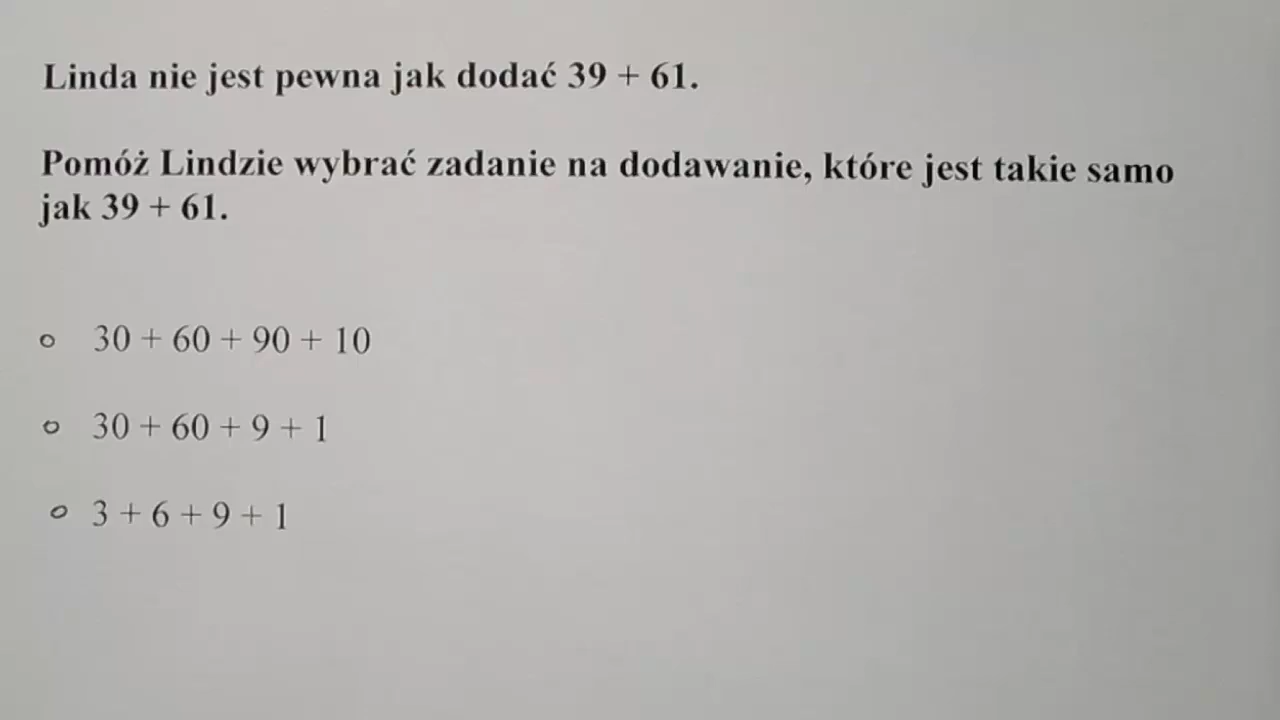 Linda nie jest pewna jak dodać 39 + 61.
Pomóż Lindzie wybrać zadanie na dodawanie, które jest takie samo
jak 39 + 61.
30 + 60 + 90 + 10
30 + 60 + 9 + 1
3 + 6 + 9 + 1